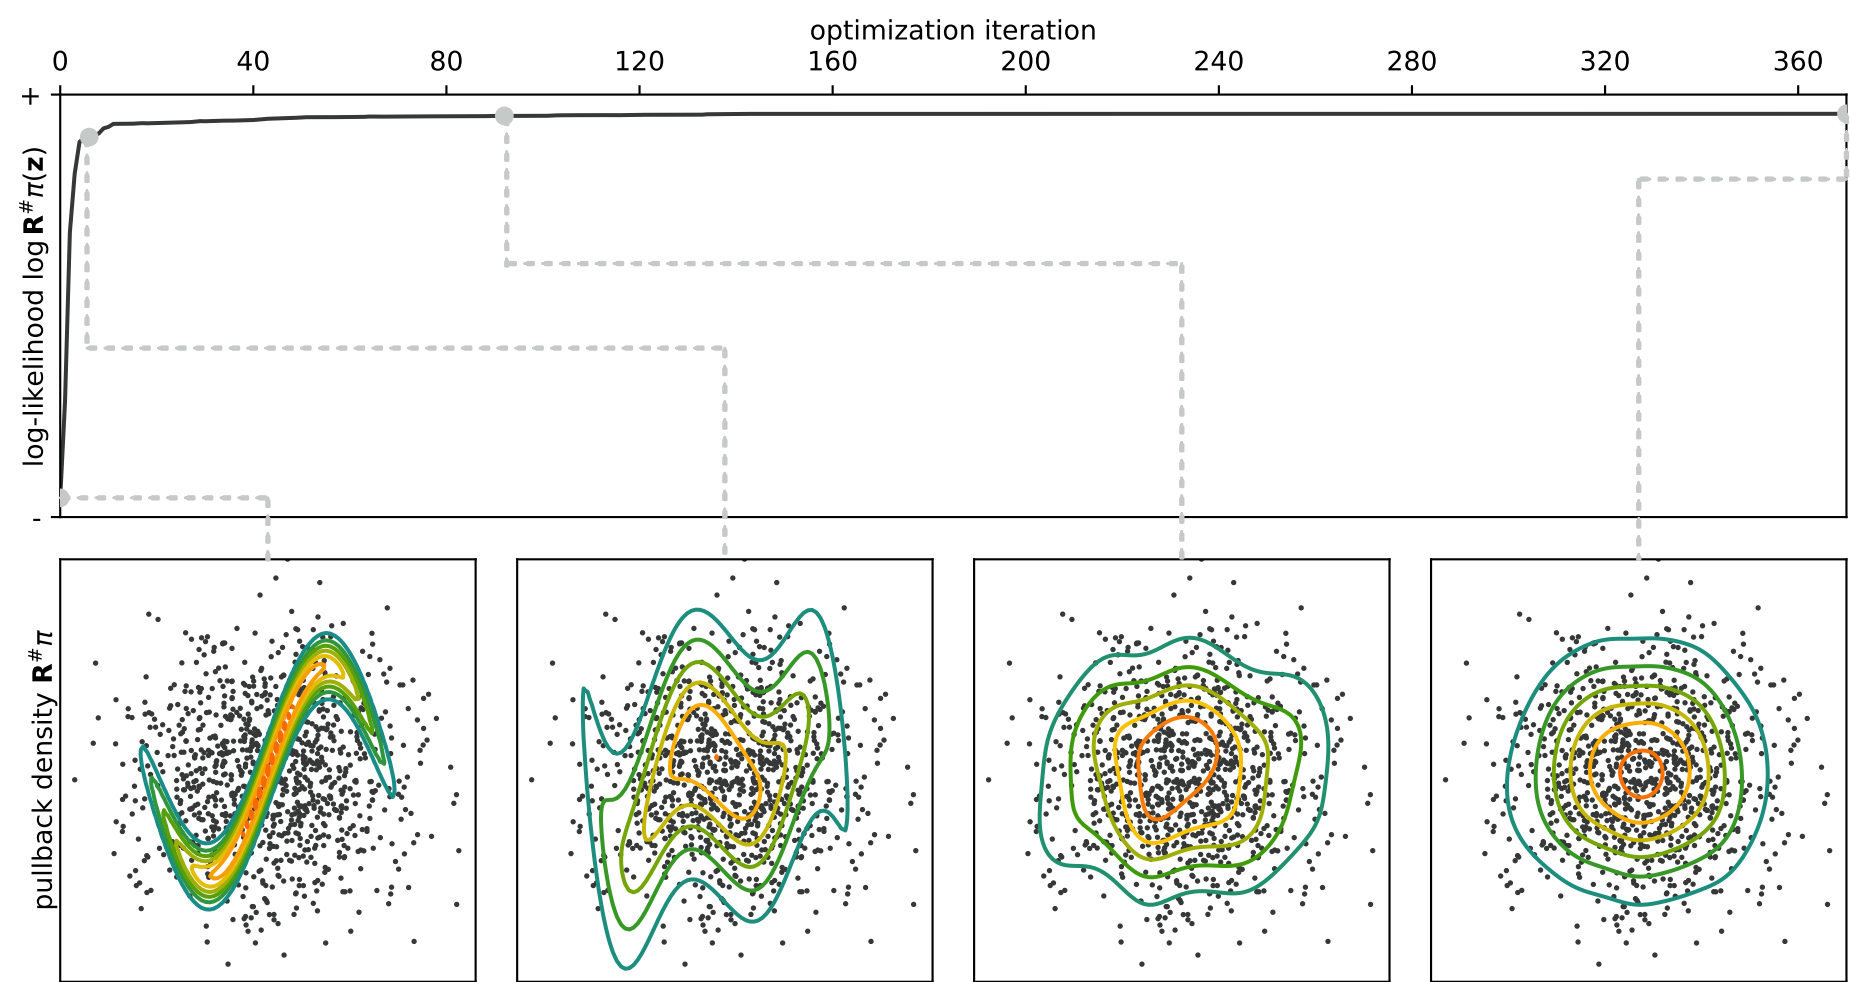 optimization iteration
0 40 80 120 160 200 240 280 320 360
+
log-likelihood log R#π(z)
-
pullback density R#π